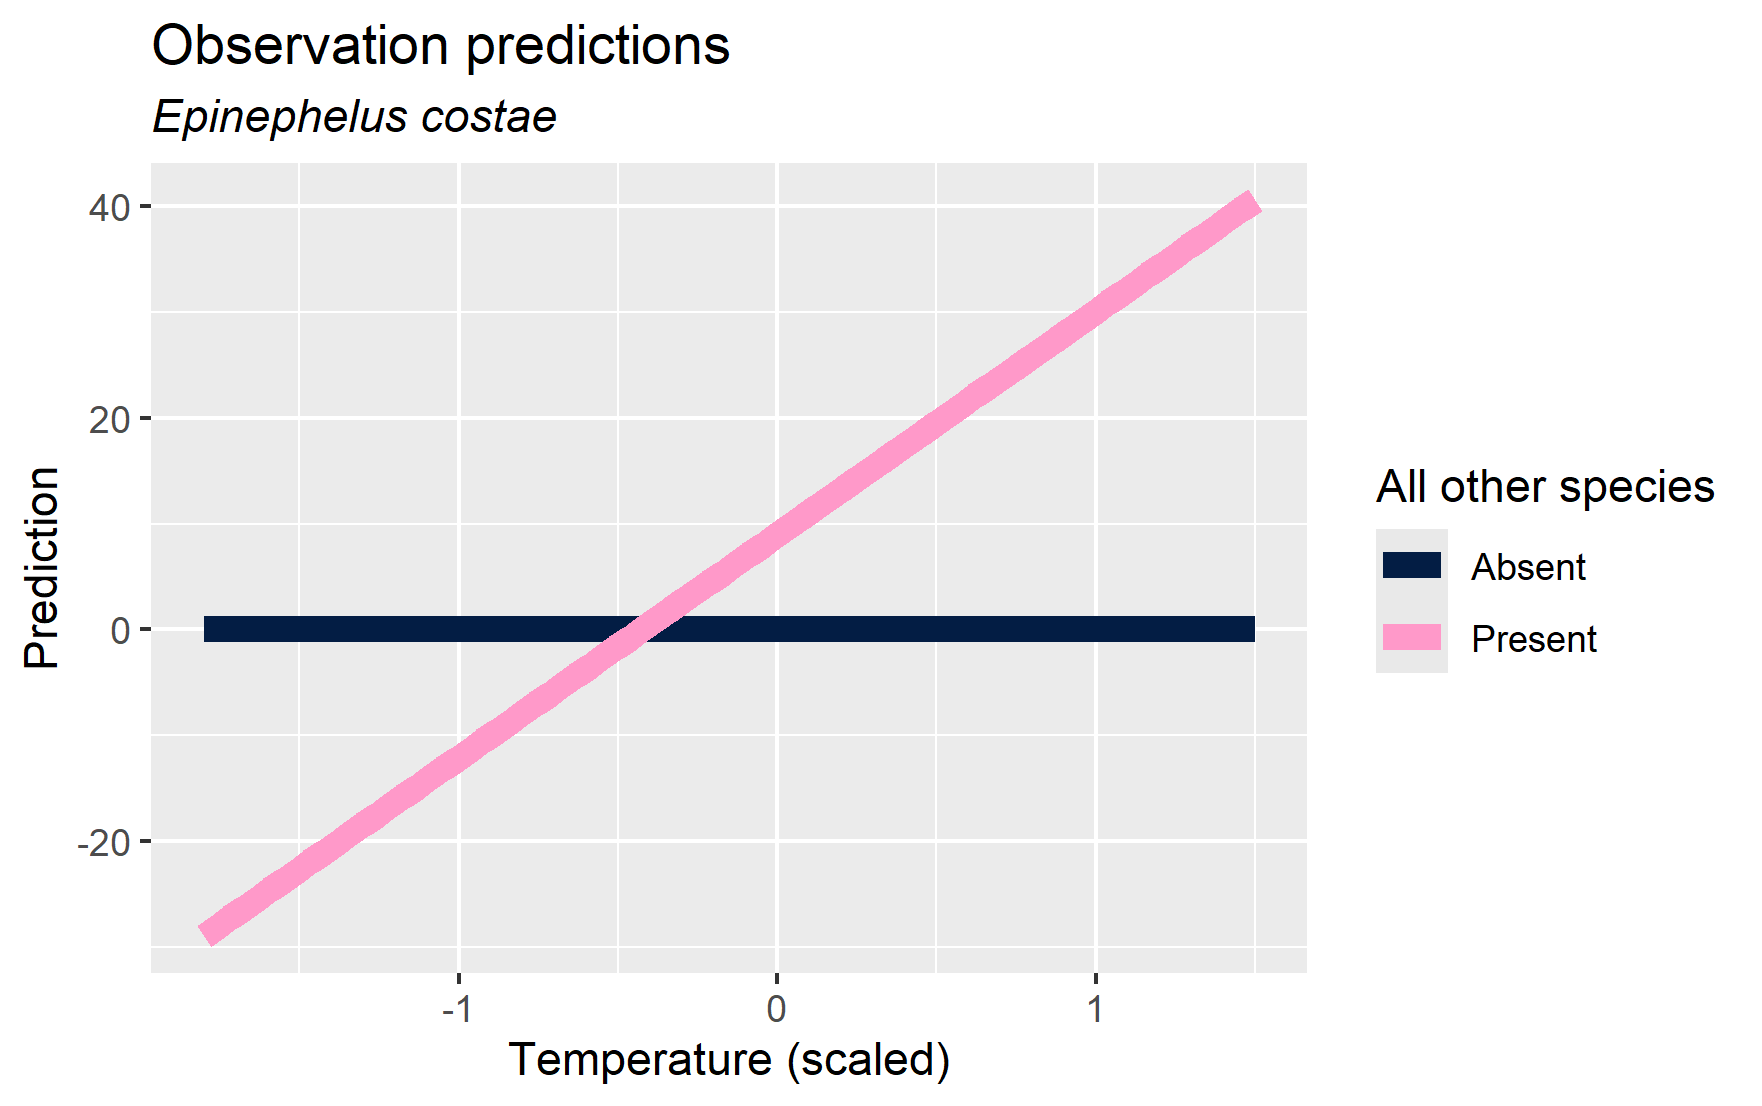 Observation predictions
Epinephelus costae
Prediction
40
20
0
-20
-1
0
1
Temperature (scaled)
All other species
Absent
Present